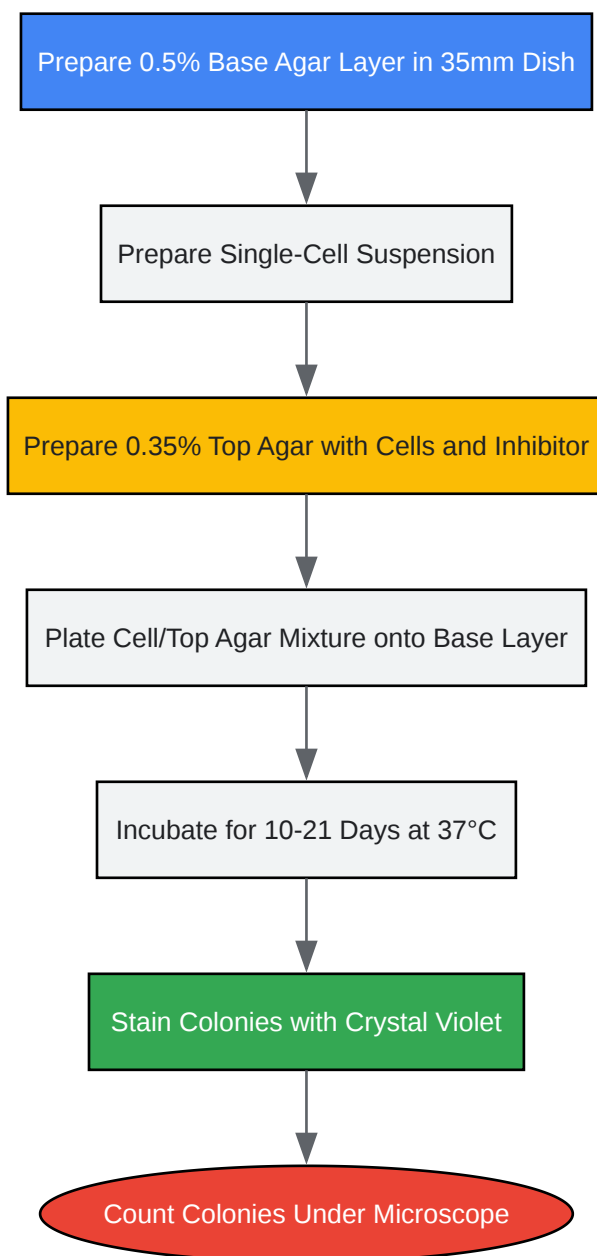 Prepare 0.5% Base Agar Layer in 35mm Dish
Prepare Single-Cell Suspension
Prepare 0.35% Top Agar with Cells and Inhibitor
Plate Cell/Top Agar Mixture onto Base Layer
Incubate for 10-21 Days at 37°C
Stain Colonies with Crystal Violet
Count Colonies Under Microscope